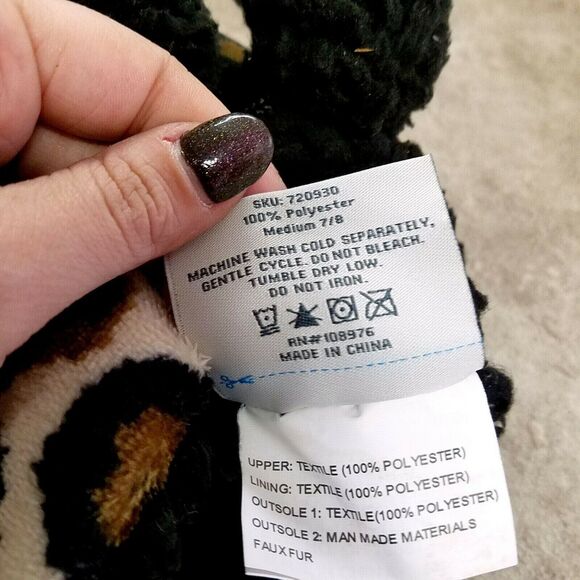 SKU: 720930
100% Polyester
Medium 7/8
MACHINE WASH COLD SEPARATELY,
GENTLE CYCLE. DO NOT BLEACH.
TUMBLE DRY LOW.
DO NOT IRON.
RN#108976
MADE IN CHINA
UPPER: TEXTILE (100% POLYESTER)
LINING: TEXTILE (100% POLYESTER)
OUTSOLE 1: TEXTILE(100% POLYESTER)
OUTSOLE 2: MAN MADE MATERIALS
FAUX FUR